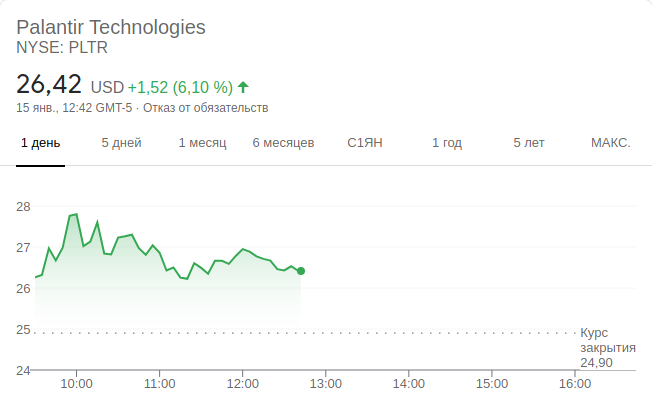 Palantir Technologies
NYSE: PLTR
26,42 USD +1,52 (6,10 %)
15 янв., 12:42 GMT-5 · Отказ от обязательств
1 день 5 дней 1 месяц 6 месяцев С1ЯН 1 год 5 лет МАКС.
28
27
26
25
Курс
закрытия
24,90
24
10:00 11:00 12:00 13:00 14:00 15:00 16:00